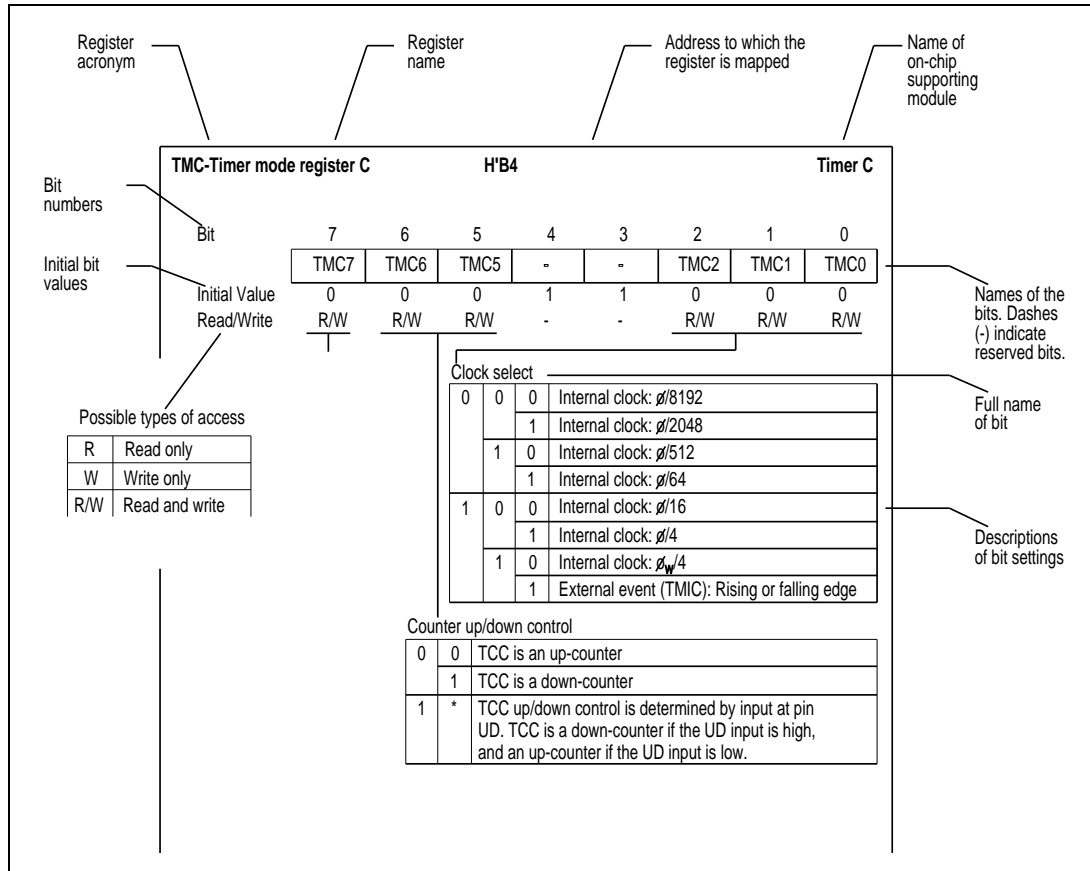 Register acronym
Register name
Address to which the register is mapped
Name of on-chip supporting module
TMC-Timer mode register C H'B4 Timer C
Bit numbers
Bit 7 6 5 4 3 2 1 0
TMC7 TMC6 TMC5 - - TMC2 TMC1 TMC0
Initial bit values
Initial Value 0 0 0 1 1 0 0 0
Read/Write R/W R/W R/W - - R/W R/W R/W
Names of the bits. Dashes (-) indicate reserved bits.
Possible types of access
R Read only
W Write only
R/W Read and write
Clock select
Full name of bit
0 0 0 Internal clock: ø/8192
1 Internal clock: ø/2048
1 0 Internal clock: ø/512
1 Internal clock: ø/64
1 0 0 Internal clock: ø/16
1 Internal clock: ø/4
1 0 Internal clock: øw/4
1 External event (TMIC): Rising or falling edge
Descriptions of bit settings
Counter up/down control
0 0 TCC is an up-counter
1 TCC is a down-counter
1 * TCC up/down control is determined by input at pin
UD. TCC is a down-counter if the UD input is high,
and an up-counter if the UD input is low.